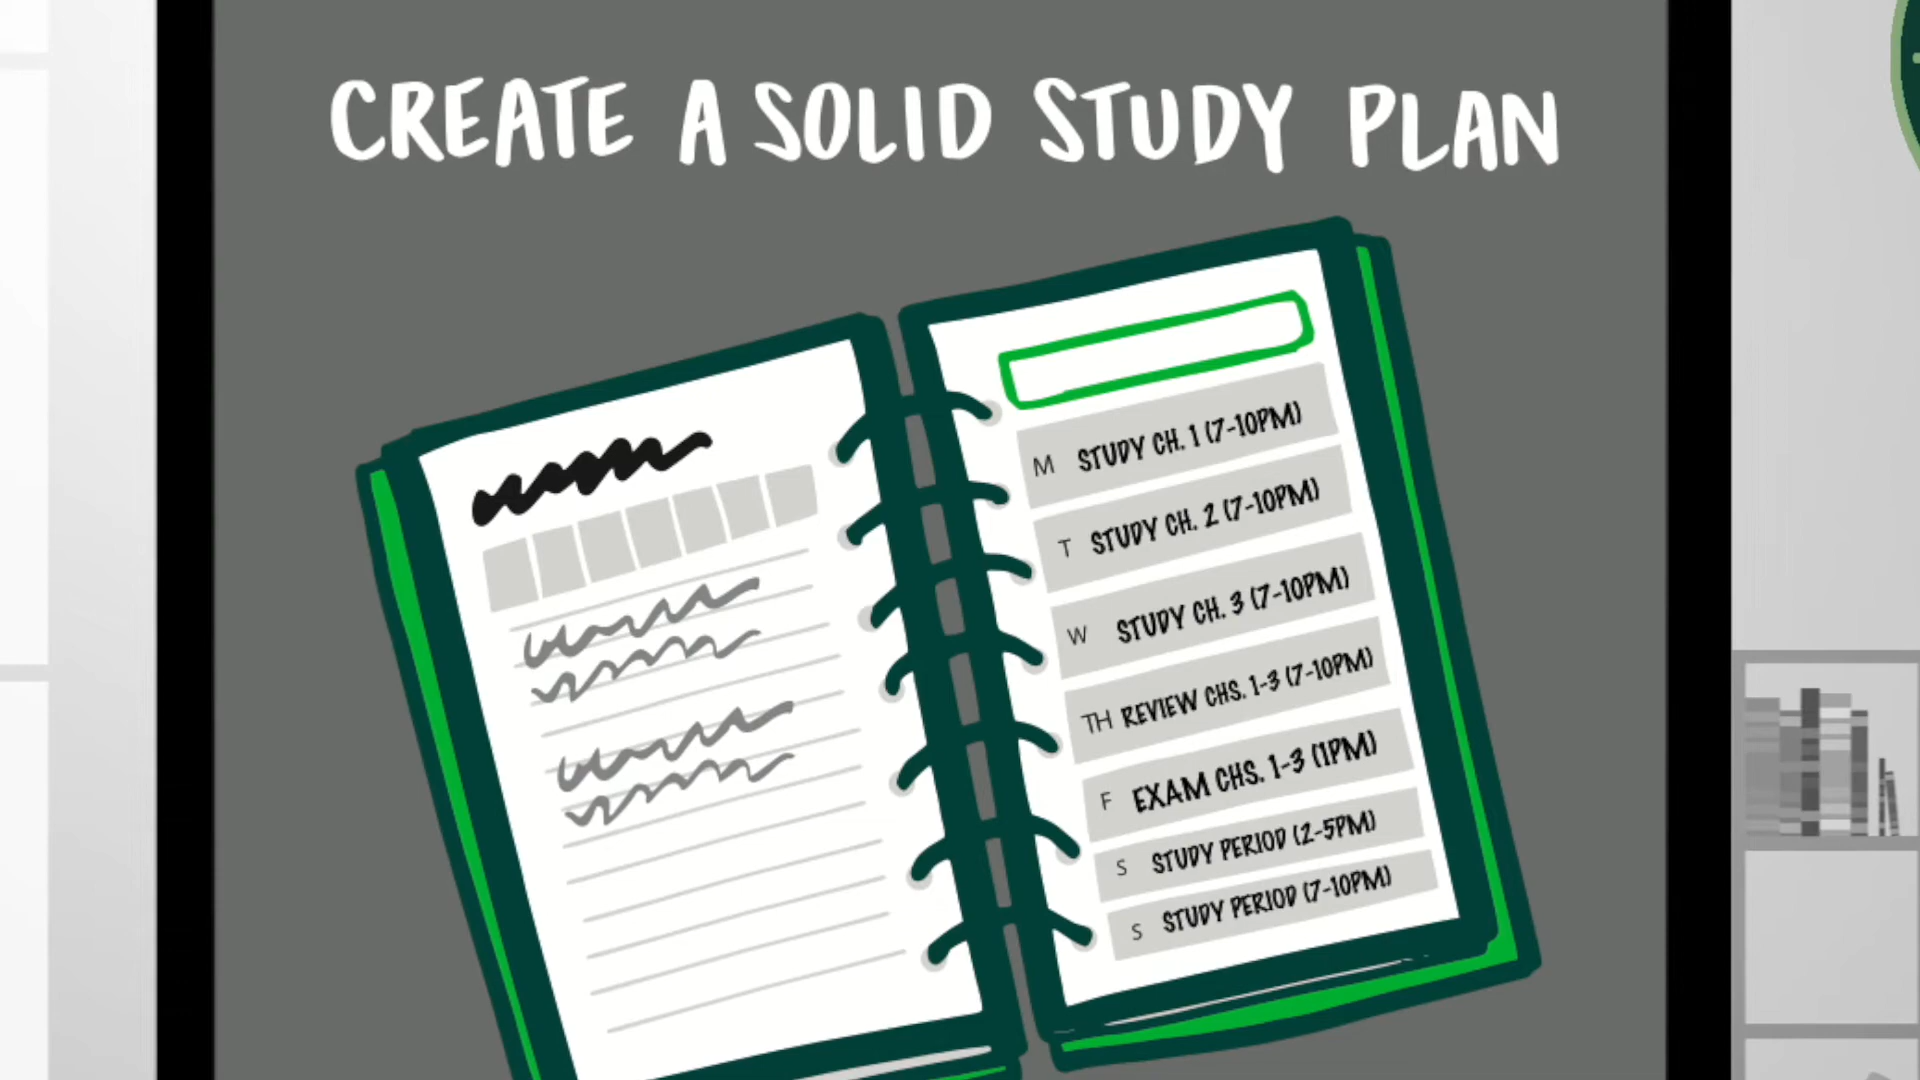 CREATE A SOLID STUDY PLAN
M STUDY CH. 1 (7-10PM)
T STUDY CH. 2 (7-10PM)
W STUDY CH. 3 (7-10PM)
TH REVIEW CHS. 1-3 (7-10PM)
F EXAM CHS. 1-3 (1PM)
S STUDY PERIOD (2-5PM)
S STUDY PERIOD (7-10PM)